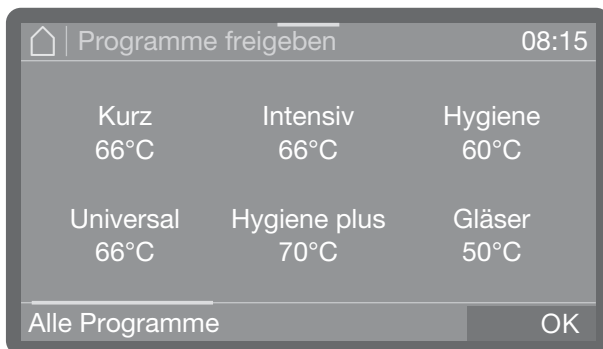 Programme freigeben 08:15
Kurz Intensiv Hygiene
66°C 66°C 60°C
Universal Hygiene plus Gläser
66°C 70°C 50°C
Alle Programme OK